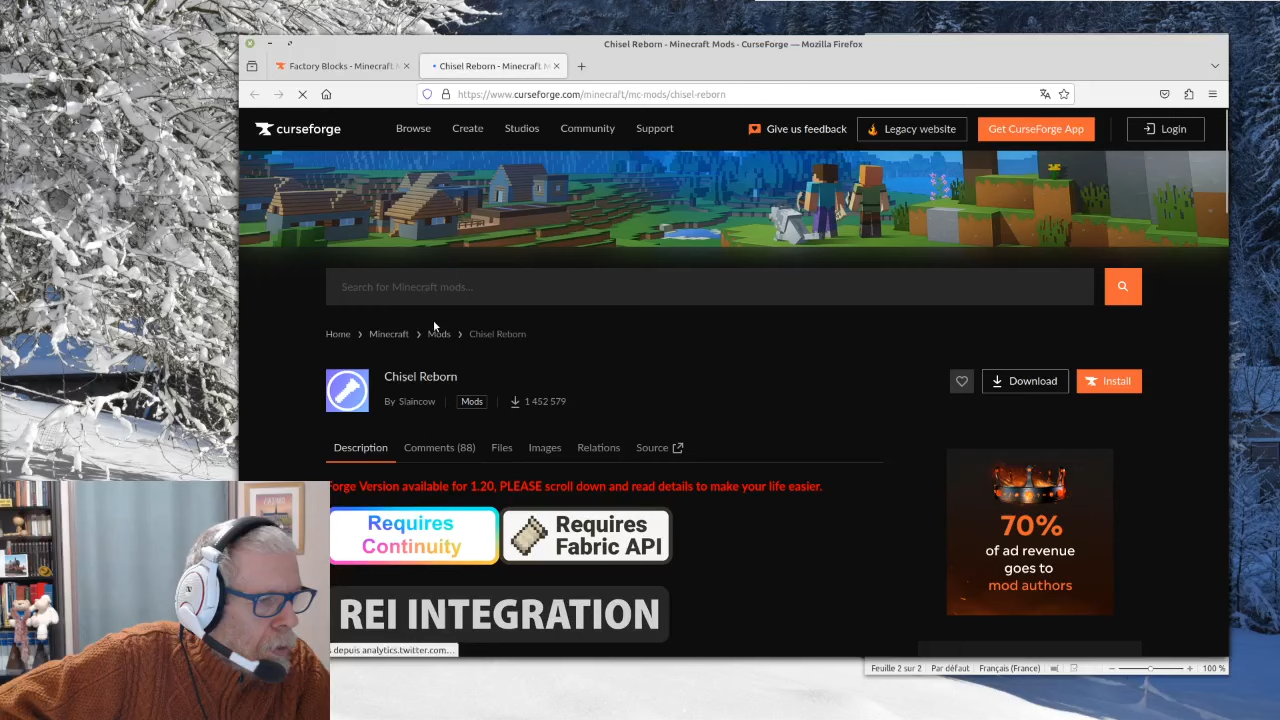 Chisel Reborn - Minecraft Mods - CurseForge — Mozilla Firefox
Factory Blocks - Minecraft
Chisel Reborn - Minecraft M
https://www.curseforge.com/minecraft/mc-mods/chisel-reborn
curseforge
Browse
Create
Studios
Community
Support
Give us feedback
Legacy website
Get CurseForge App
Login
Search for Minecraft mods...
Home
Minecraft
Mods
Chisel Reborn
Chisel Reborn
By Slaincow
Mods
1 452 579
Download
Install
Description
Comments (88)
Files
Images
Relations
Source
Forge Version available for 1.20, PLEASE scroll down and read details to make your life easier.
Requires
Continuity
Requires
Fabric API
70%
of ad revenue
goes to
mod authors
REI INTEGRATION
s depuis analytics.twitter.com...
Feuille 2 sur 2
Par défaut
Français (France)
100 %